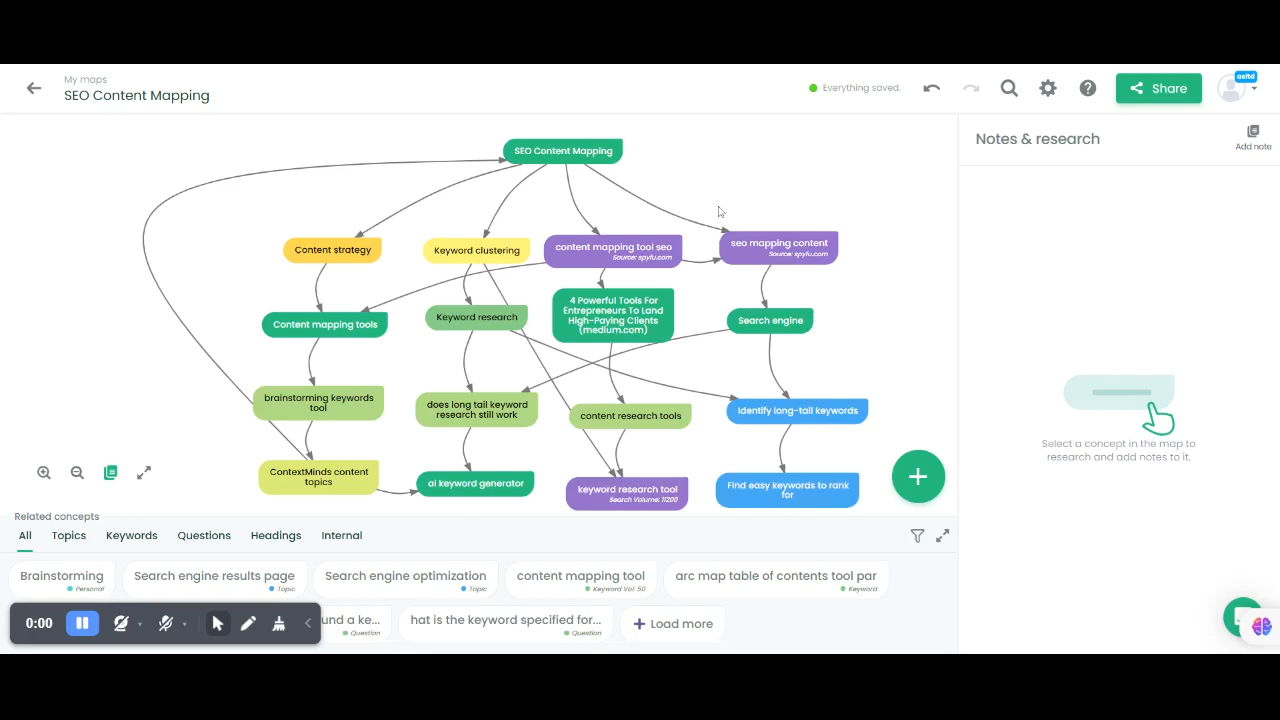 My maps
SEO Content Mapping
Everything saved.
Share
asltd
SEO Content Mapping
Content strategy
Keyword clustering
content mapping tool seo
Source: spyfu.com
seo mapping content
Source: spyfu.com
Content mapping tools
Keyword research
4 Powerful Tools For
Entrepreneurs To Land
High-Paying Clients
(medium.com)
Search engine
brainstorming keywords
tool
does long tail keyword
research still work
content research tools
Identify long-tail keywords
ContextMinds content
topics
ai keyword generator
keyword research tool
Search Volume: 11200
Find easy keywords to rank
for
Notes & research
Add note
Select a concept in the map to
research and add notes to it.
Related concepts
All Topics Keywords Questions Headings Internal
Brainstorming
Personal
Search engine results page
Topic
Search engine optimization
Topic
content mapping tool
Keyword Vol: 50
arc map table of contents tool par
Keyword
0:00
und a ke...
Question
hat is the keyword specified for...
Question
Load more